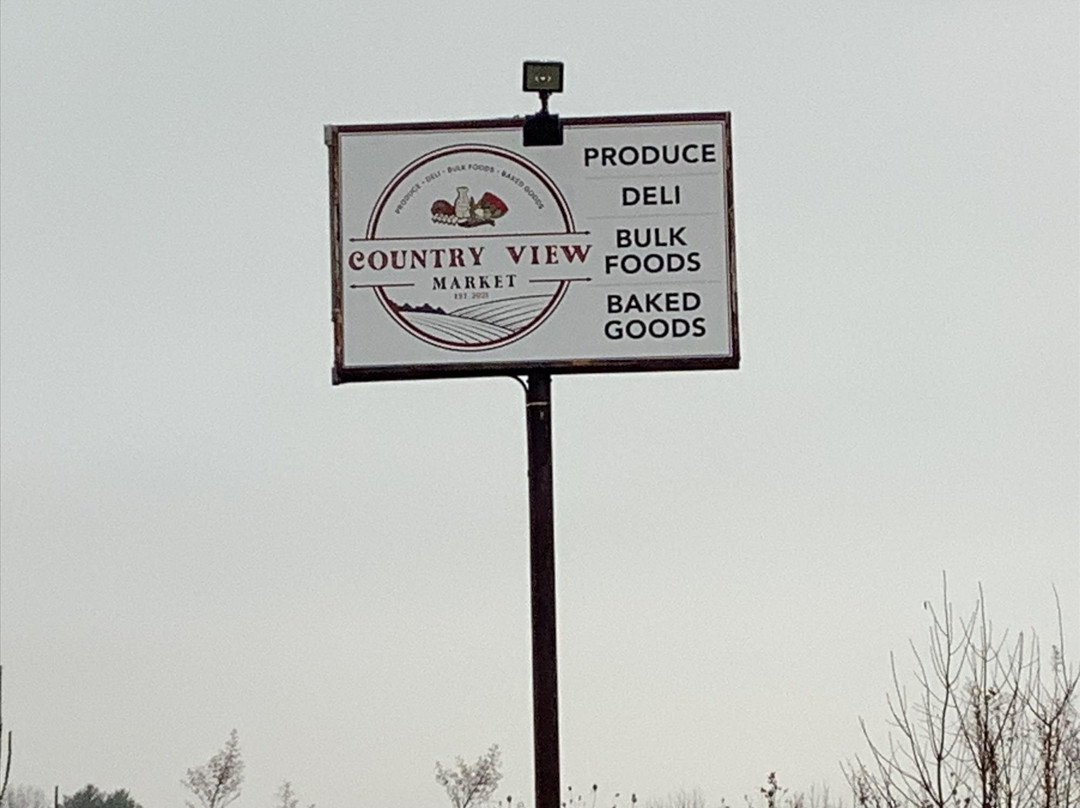 PRODUCE - DELI - BULK FOODS - BAKED GOODS
COUNTRY VIEW
MARKET
EST. 2021
PRODUCE
DELI
BULK
FOODS
BAKED
GOODS